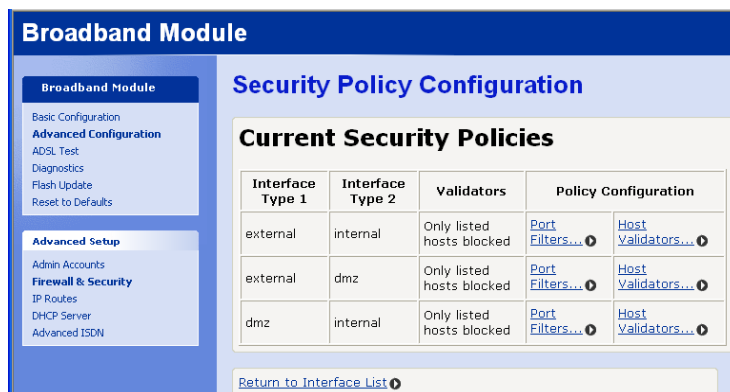 Broadband Module
Broadband Module
Basic Configuration
Advanced Configuration
ADSL Test
Diagnostics
Flash Update
Reset to Defaults
Advanced Setup
Admin Accounts
Firewall & Security
IP Routes
DHCP Server
Advanced ISDN
Security Policy Configuration
Current Security Policies
Interface Type 1 Interface Type 2 Validators Policy Configuration
external internal Only listed hosts blocked Port Filters... Host Validators...
external dmz Only listed hosts blocked Port Filters... Host Validators...
dmz internal Only listed hosts blocked Port Filters... Host Validators...
Return to Interface List